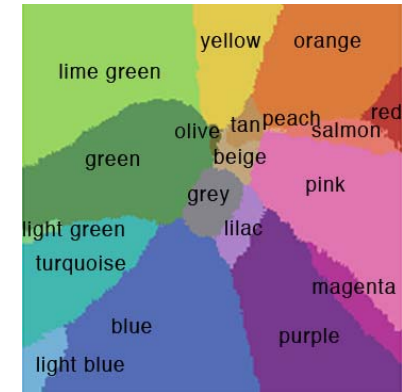 yellow
orange
lime green
red
olive
tan
peach
salmon
green
beige
grey
pink
light green
lilac
turquoise
magenta
blue
purple
light blue